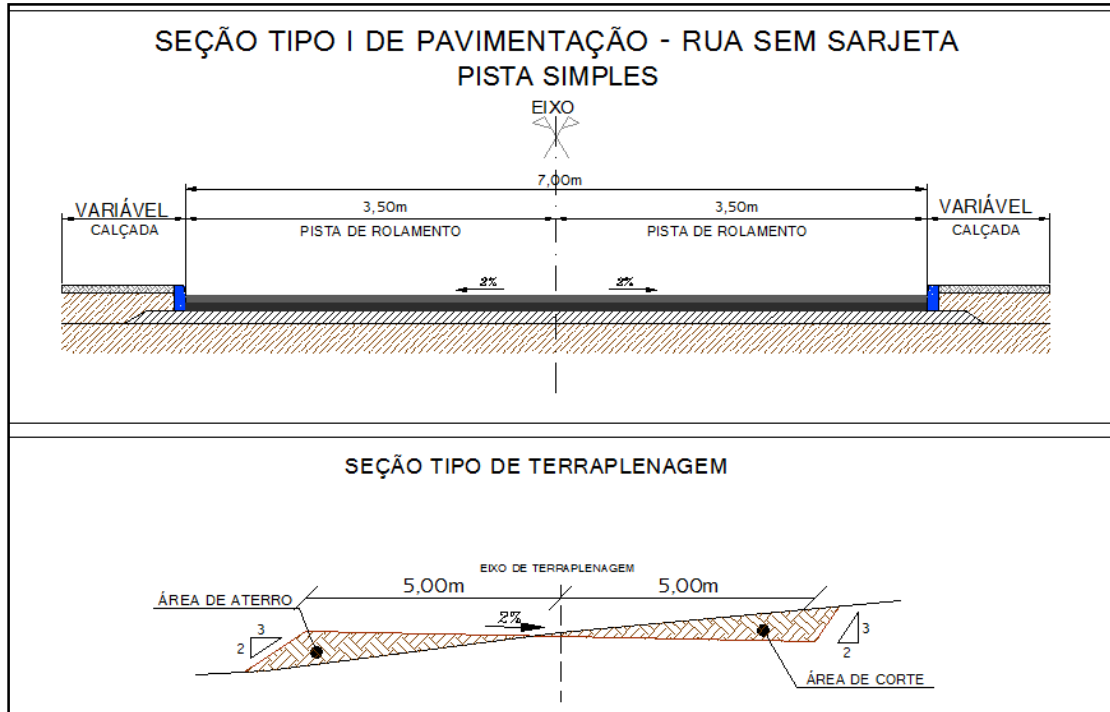 SEÇÃO TIPO I DE PAVIMENTAÇÃO - RUA SEM SARJETA
PISTA SIMPLES
EIXO
7,00m
VARIÁVEL
CALÇADA
3,50m
PISTA DE ROLAMENTO
3,50m
PISTA DE ROLAMENTO
VARIÁVEL
CALÇADA
2%
2%
SEÇÃO TIPO DE TERRAPLENAGEM
EIXO DE TERRAPLENAGEM
5,00m
5,00m
ÁREA DE ATERRO
2%
3
2
3
2
ÁREA DE CORTE